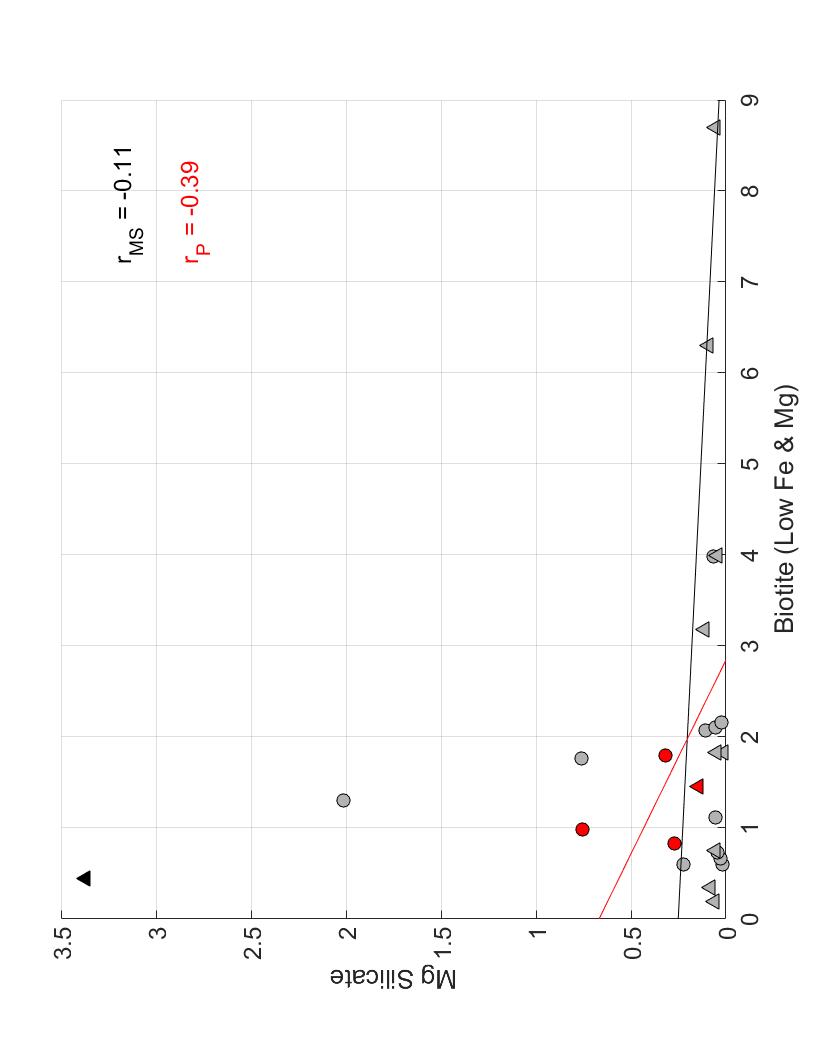 3.5
3
2.5
2
1.5
1
0.5
0
Mg Silicate
r_MS = -0.11
r_P = -0.39
0 1 2 3 4 5 6 7 8 9
Biotite (Low Fe & Mg)